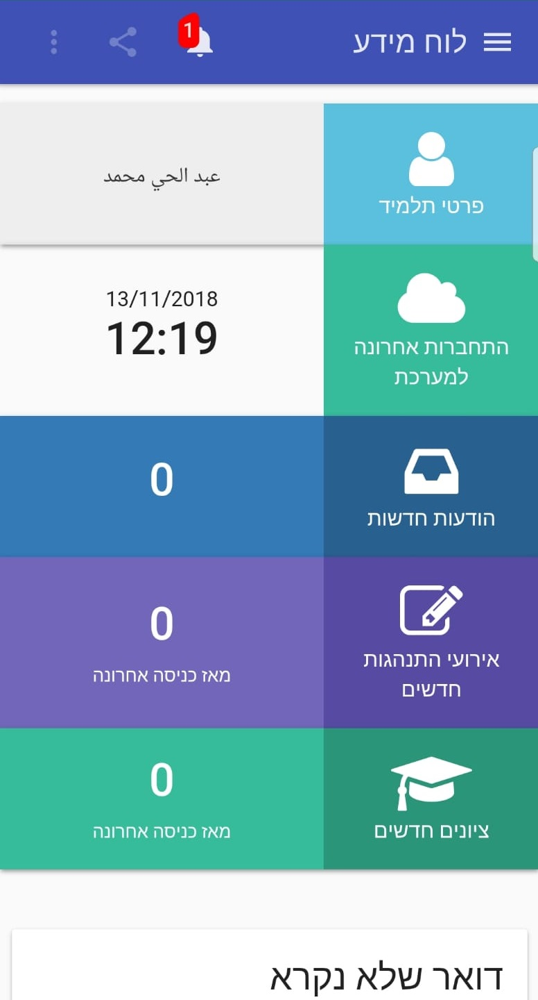 לוח מידע
1
פרטי תלמיד
عبد الحي محمد
התחברות אחרונה
למערכת
13/11/2018
12:19
הודעות חדשות
0
אירועי התנהגות
חדשים
0
מאז כניסה אחרונה
ציונים חדשים
0
מאז כניסה אחרונה
דואר שלא נקרא